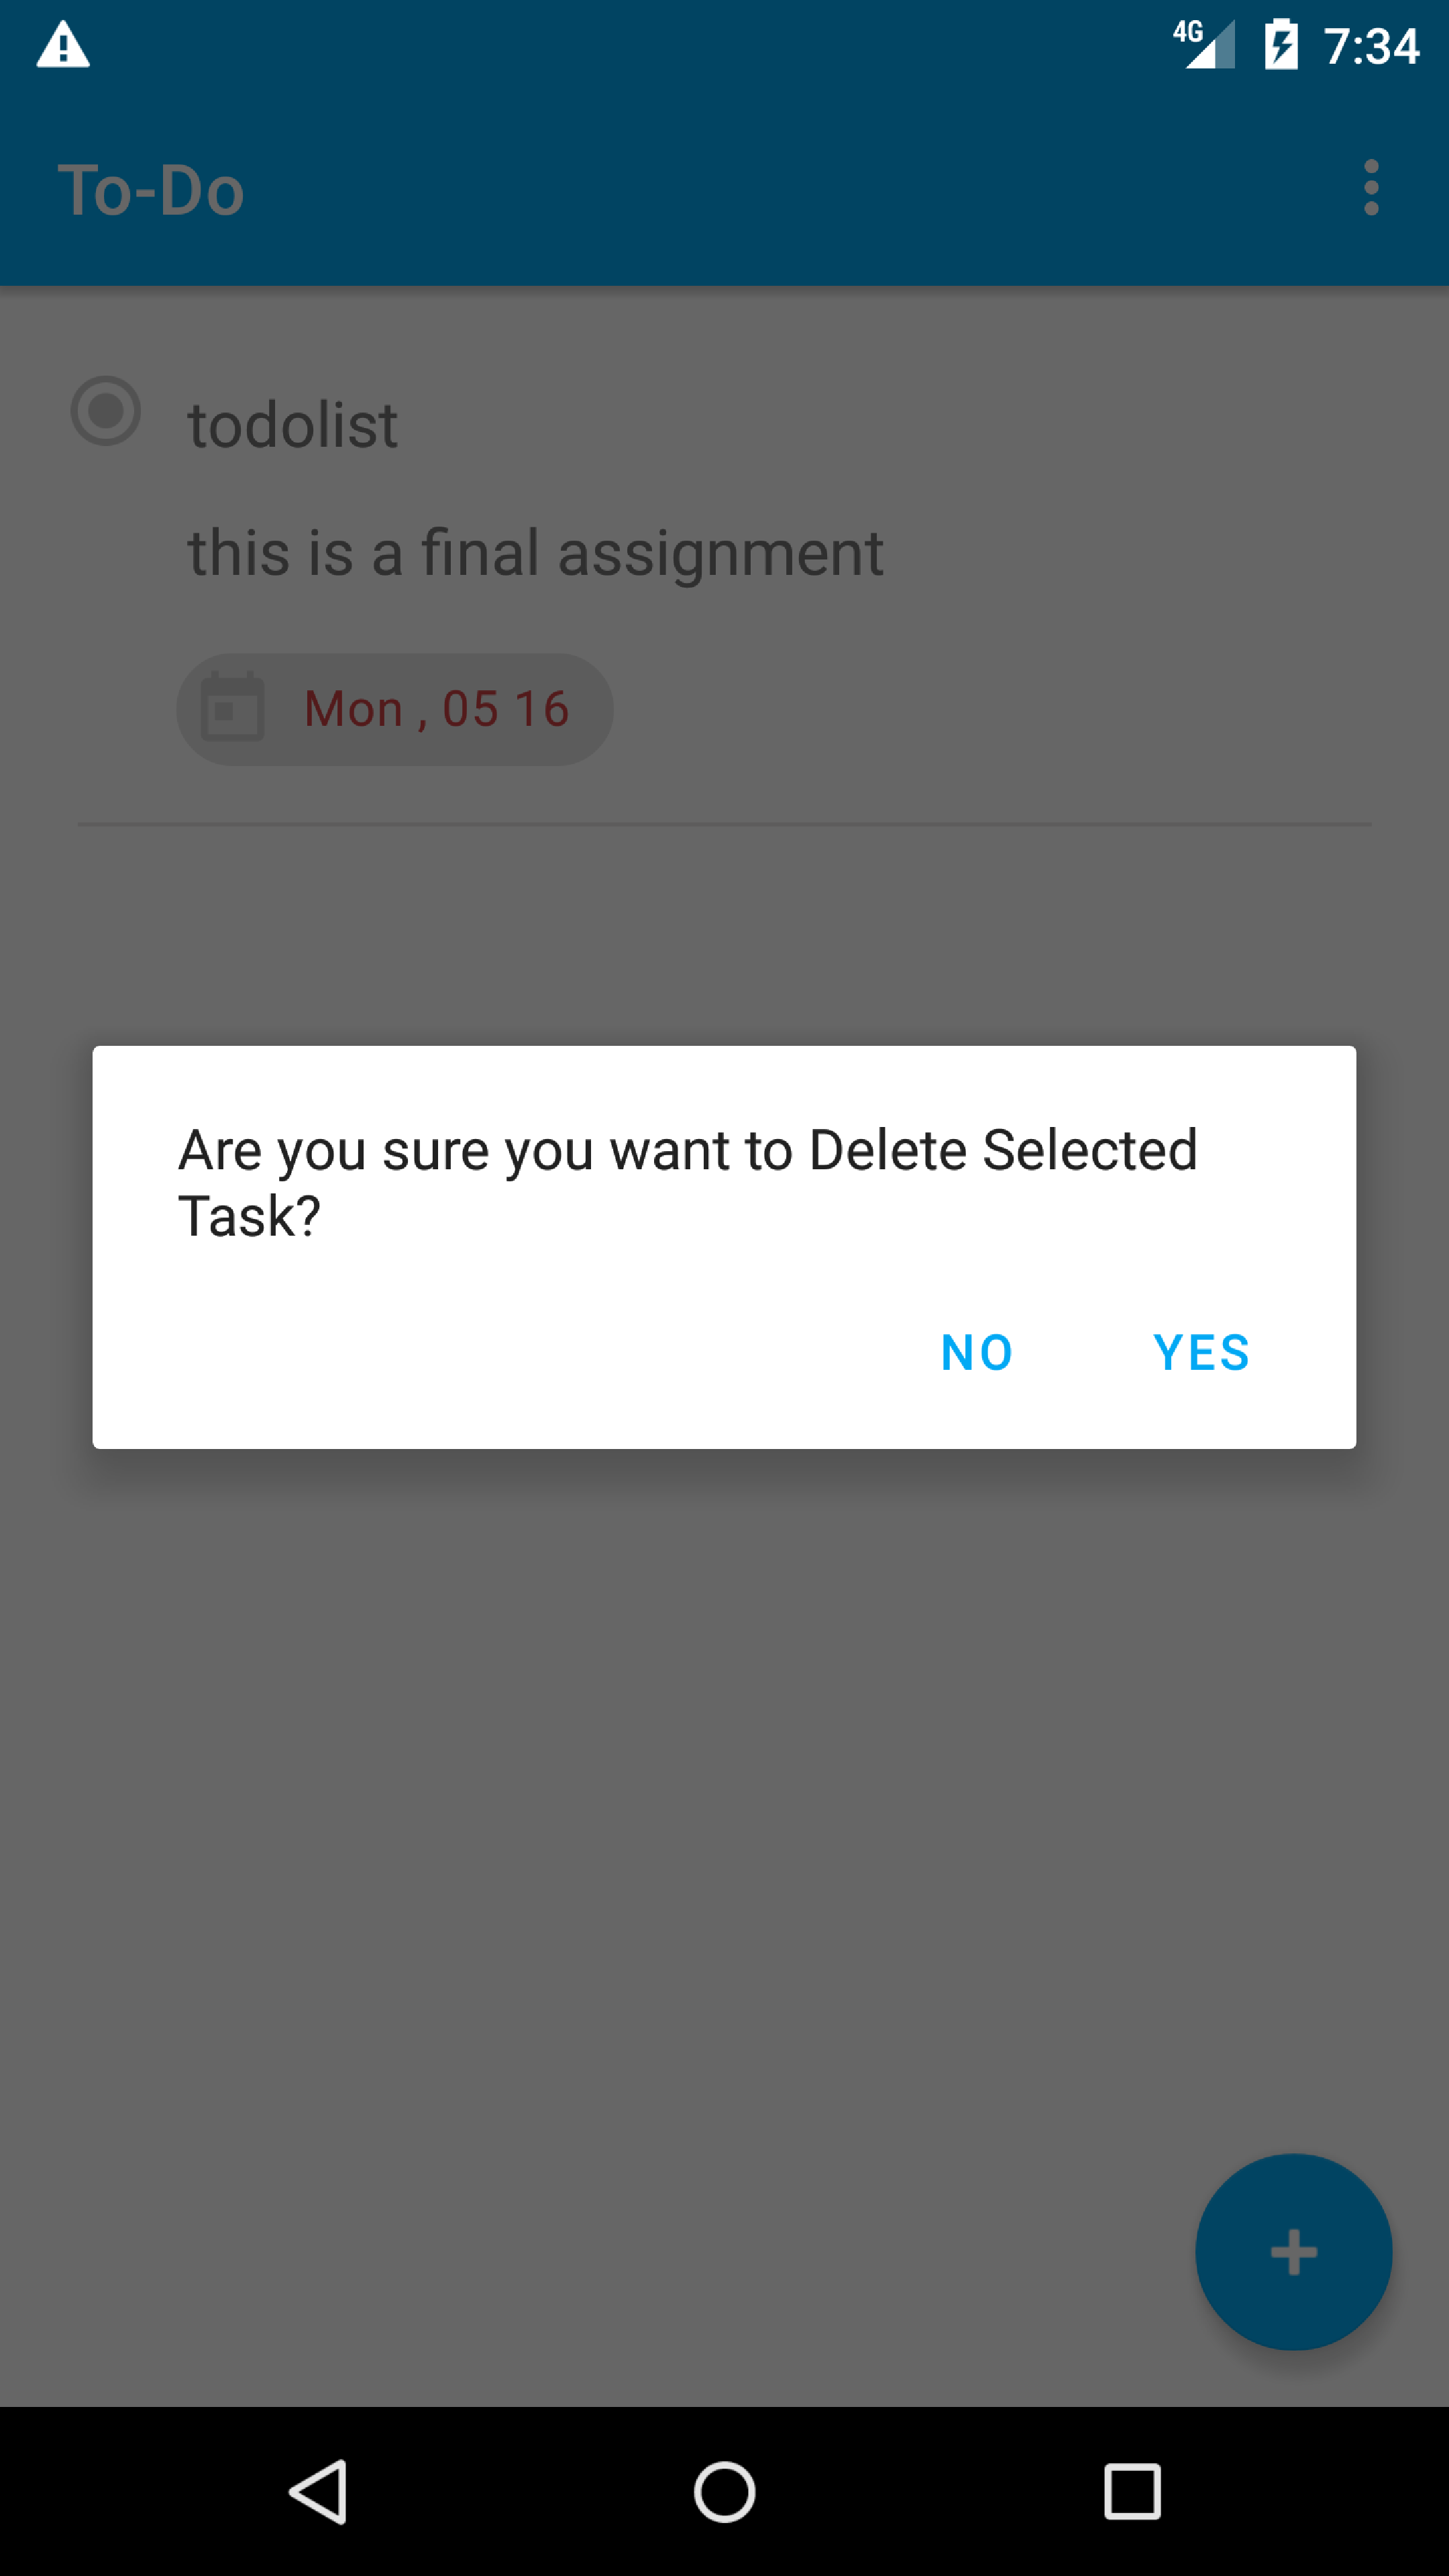 4G 7:34
To-Do
todolist
this is a final assignment
Mon , 05 16
Are you sure you want to Delete Selected
Task?
NO YES